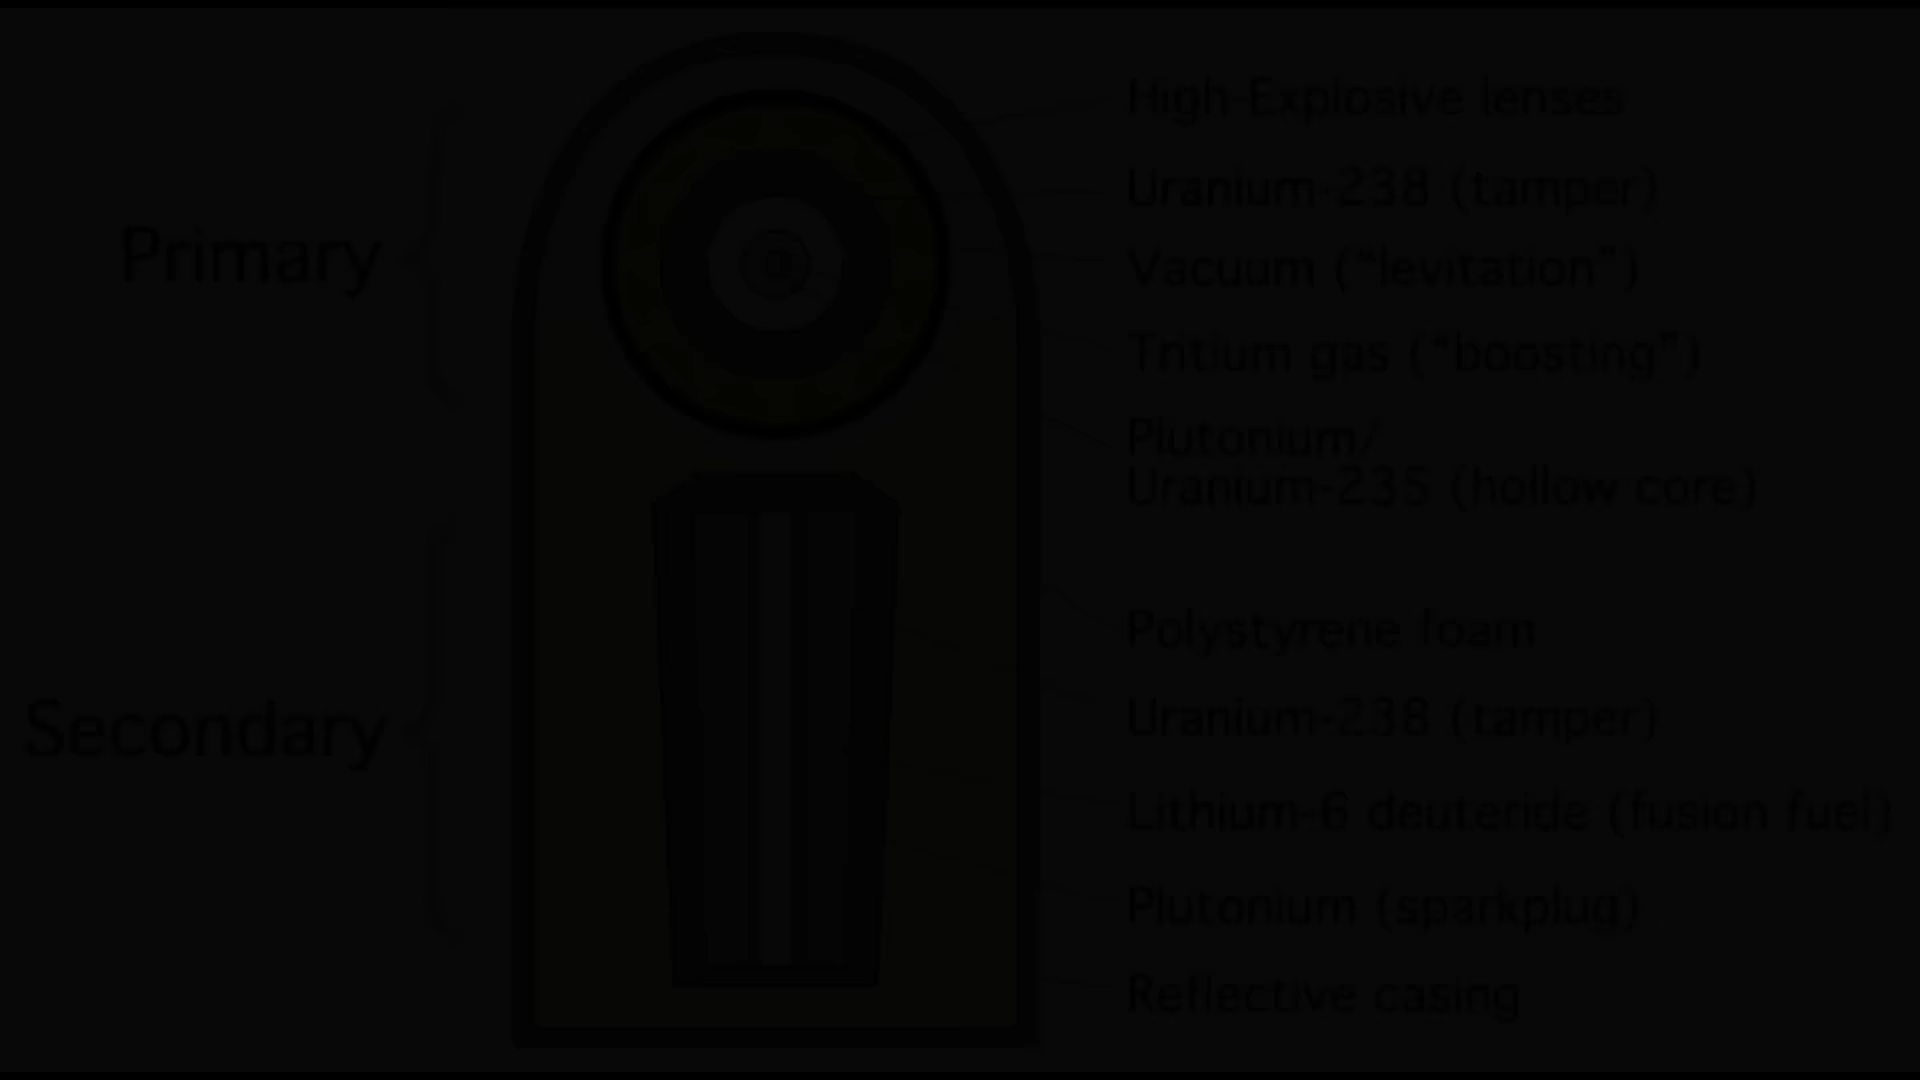 High-Explosive lenses
Uranium-238 (tamper)
Vacuum ("levitation")
Tritium gas ("boosting")
Plutonium/
Uranium-235 (hollow core)
Primary
Polystyrene foam
Uranium-238 (tamper)
Lithium-6 deuteride (fusion fuel)
Plutonium (sparkplug)
Reflective casing
Secondary